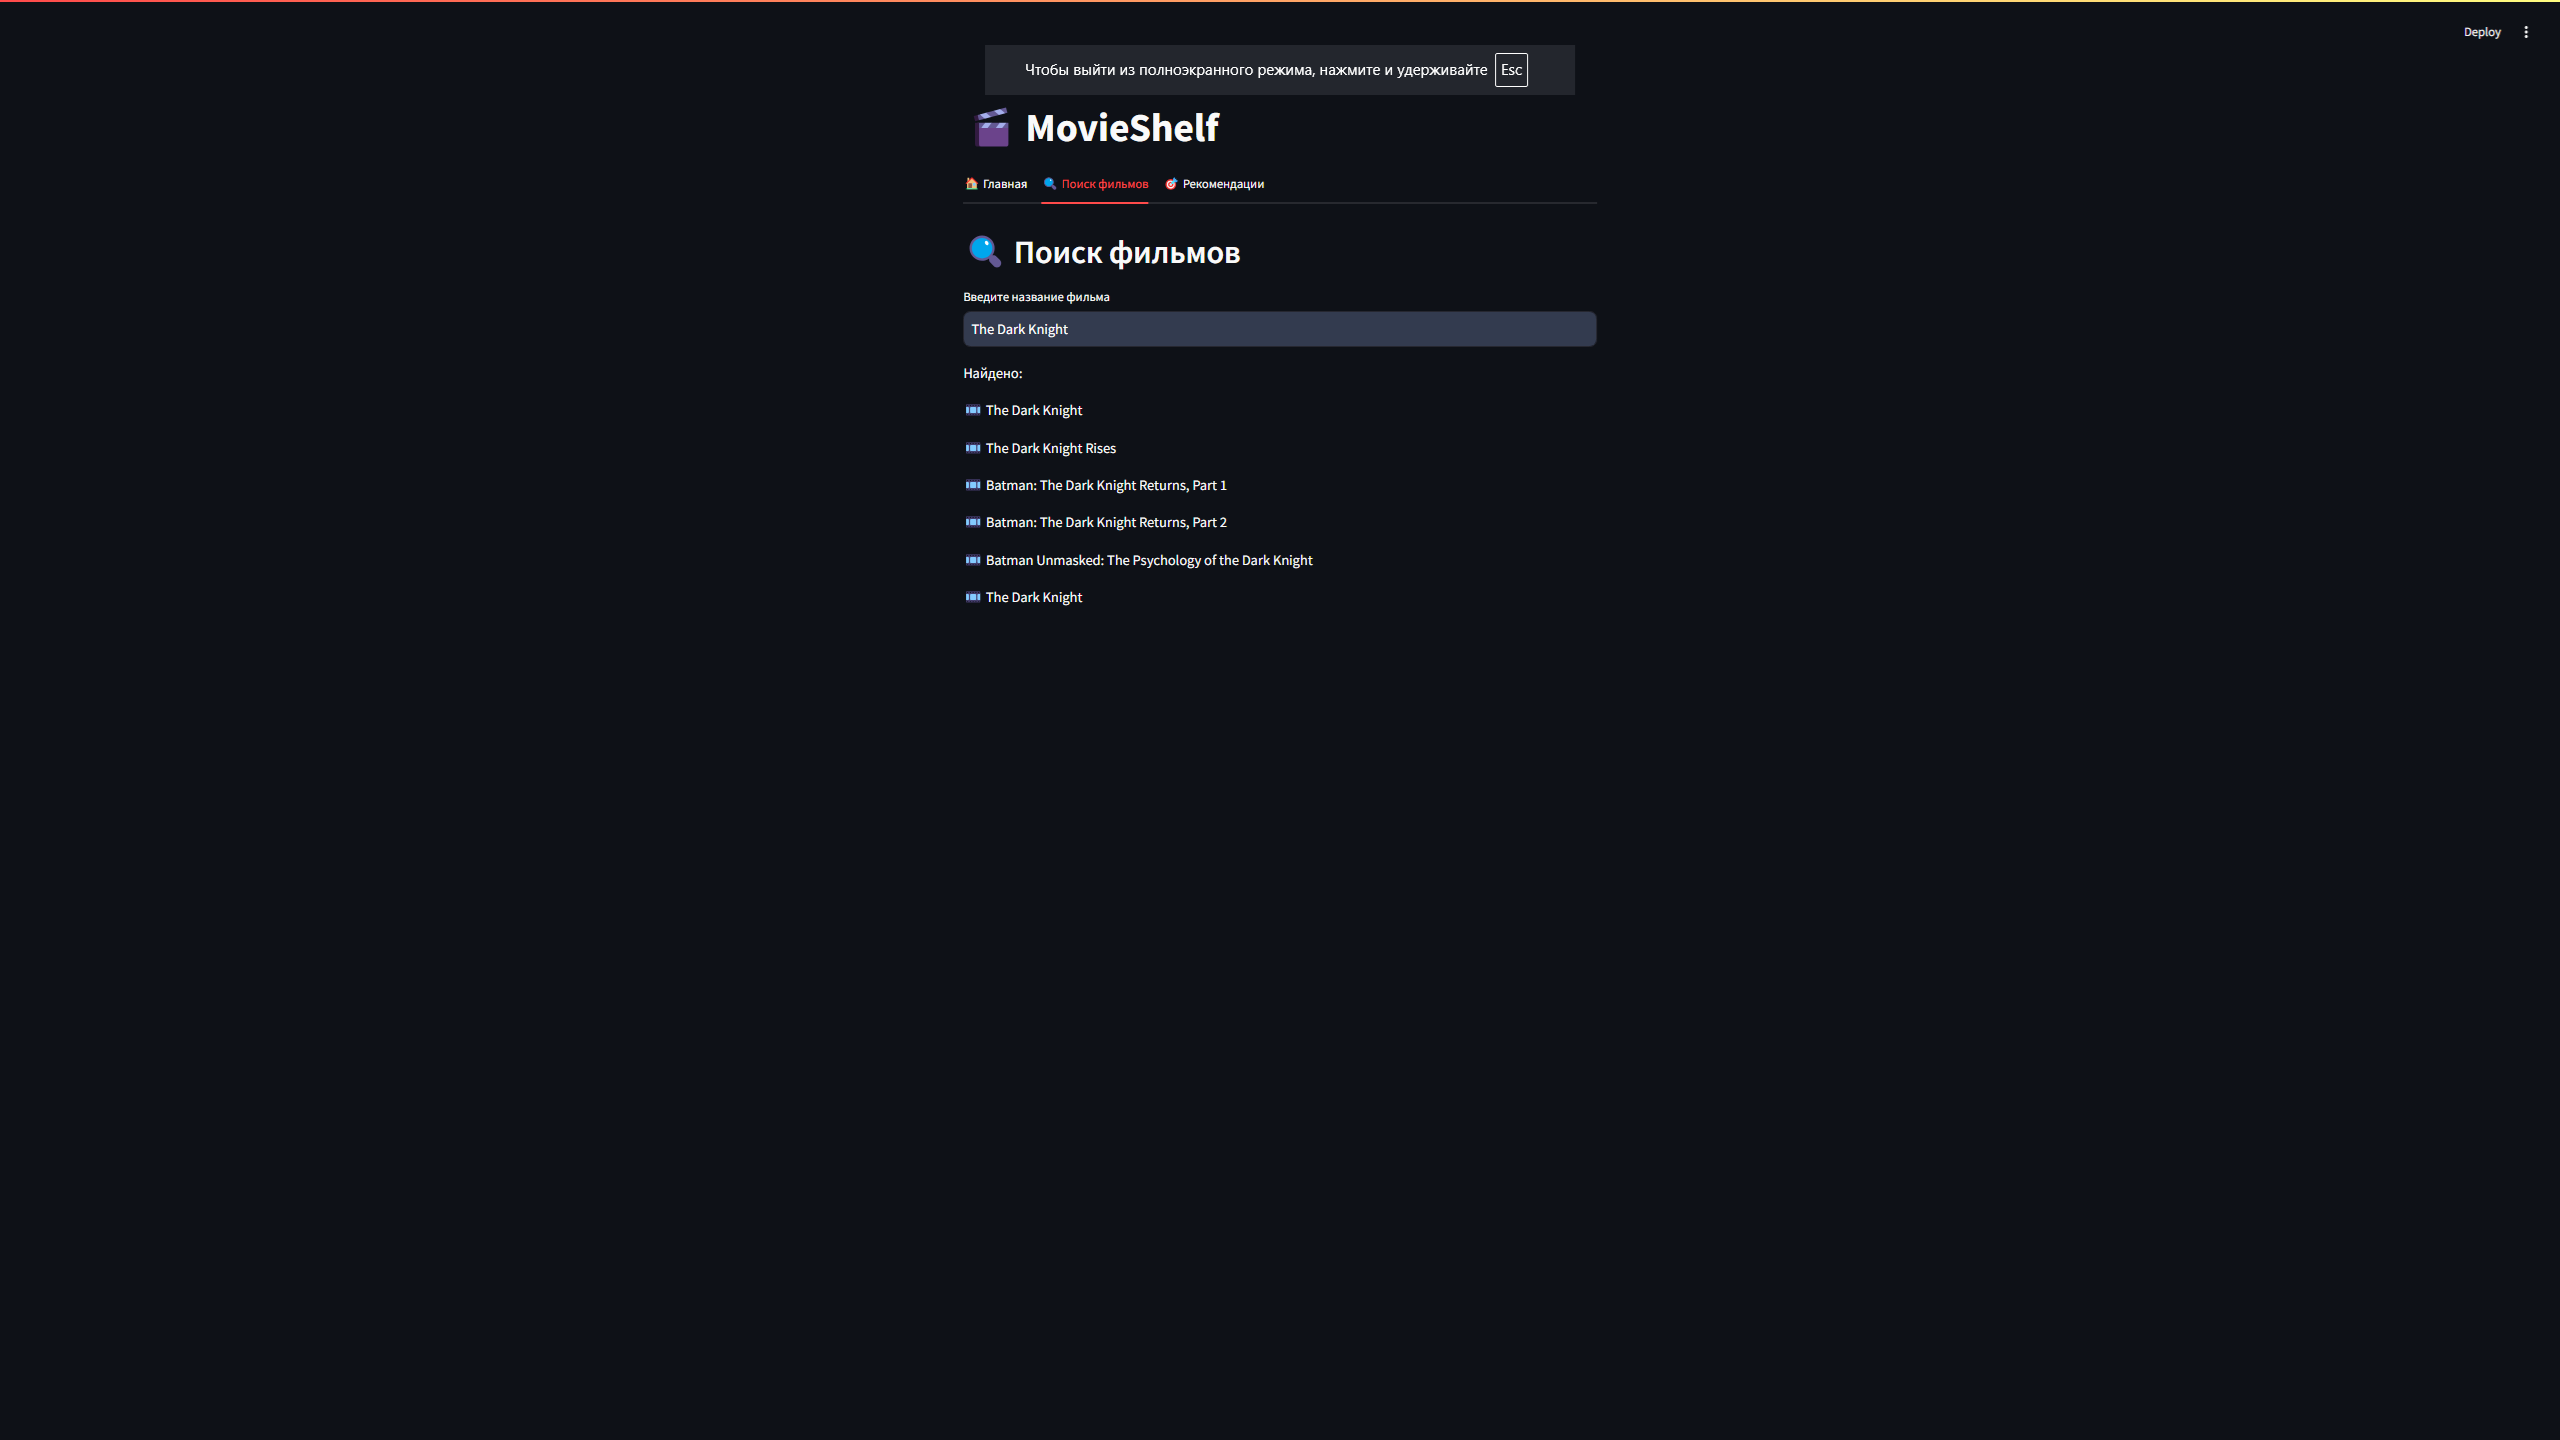 Deploy
Чтобы выйти из полноэкранного режима, нажмите и удерживайте Esc
MovieShelf
Главная Поиск фильмов Рекомендации
Поиск фильмов
Введите название фильма
The Dark Knight
Найдено:
The Dark Knight
The Dark Knight Rises
Batman: The Dark Knight Returns, Part 1
Batman: The Dark Knight Returns, Part 2
Batman Unmasked: The Psychology of the Dark Knight
The Dark Knight